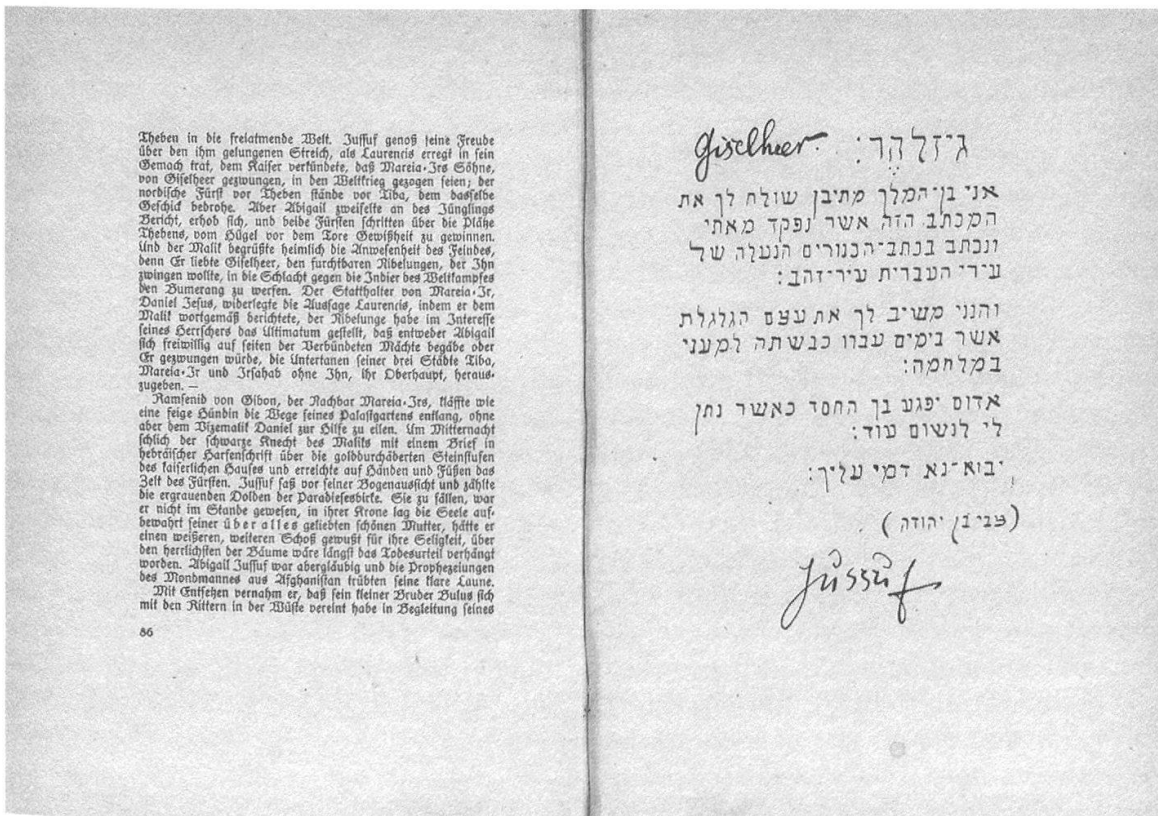 Theben in die freiatmende Welt. Jussuf genoß seine Freude
über den ihm gelungenen Streich, als Laurencis erregt in sein
Gemach trat, dem Kaiser verkündete, daß Mareia-Irs Söhne,
von Giselheer gezwungen, in den Weltkrieg gezogen seien; der
nordische Fürst vor Theben stände vor Tiba, dem dasselbe
Geschick bedrohe. Aber Abigail zweifelte an des Jünglings
Bericht, erhob sich, und beide Fürsten schritten über die Plätze
Thebens, vom Hügel vor dem Tore Gewißheit zu gewinnen.
Und der Malik begrüßte heimlich die Anwesenheit des Feindes,
denn Er liebte Giselheer, den furchtbaren Nibelungen, der Ihn
zwingen wollte, in die Schlacht gegen die Indier des Weltkampfes
den Bumerang zu werfen. Der Statthalter von Mareia-Ir,
Daniel Jesus, widerlegte die Aussage Laurencis, indem er dem
Malik wortgemäß berichtete, der Nibelunge habe im Interesse
seines Herrschers das Ultimatum gestellt, daß entweder Abigail
sich freiwillig auf seiten der Verbündeten Mächte begäbe oder
Er gezwungen würde, die Untertanen seiner drei Städte Tiba,
Mareia-Ir und Irsahab ohne Ihn, ihr Oberhaupt, heraus-
zugeben. —
Ramsenid von Gibon, der Nachbar Mareia-Irs, kläffte wie
eine feige Hündin die Wege seines Palastgartens entlang, ohne
aber dem Vizemalik Daniel zur Hilfe zu eilen. Um Mitternacht
schlich der schwarze Knecht des Maliks mit einem Brief in
hebräischer Harfenschrift über die goldburchäderten Steinstufen
des kaiserlichen Hauses und erreichte auf Händen und Füßen das
Zelt des Fürsten. Jussuf saß vor seiner Bogenaussicht und zählte
die ergrauenden Dolden der Paradiesesbirke. Sie zu fällen, war
er nicht im Stande gewesen, in ihrer Krone lag die Seele auf-
bewahrt seiner über alles geliebten schönen Mutter, hätte er
einen weißeren, weiteren Schoß gewußt für ihre Seligkeit, über
den herrlichsten der Bäume wäre längst das Todesurteil verhängt
worden. Abigail Jussuf war abergläubig und die Prophezeiungen
des Mondmannes aus Afghanistan trübten seine klare Laune.
Mit Entsetzen vernahm er, daß sein kleiner Bruder Bulus sich
mit den Rittern in der Wüste vereint habe in Begleitung seines
86
גיזלהר: Giselheer.
אני בן-המלך מתיבן שולח לך את
המכתב הזה אשר נפקד מאתי
ונכתב בכתב-הכנורים הנעלה של
עירי העברית עיר-זהב:
והנני משיב לך את עצם הגלגלת
אשר בימים עברו כבשתה למעני
במלחמה:
אדום יפגע בך החסד כאשר נתן
לי לנשום עוד:
יבוא-נא דמי עליך:
(צבי בן יהודה)
Jussuf